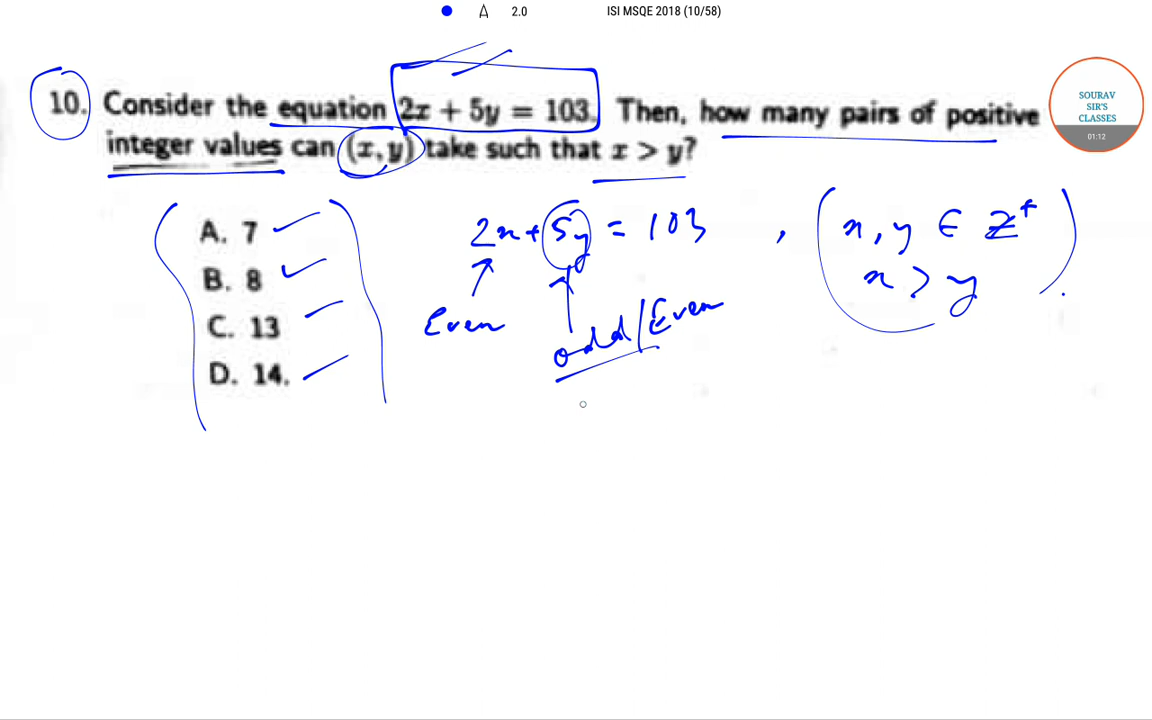 2.0 ISI MSQE 2018 (10/58)
SOURAV
SIR'S
CLASSES
01:12
10. Consider the equation 2x + 5y = 103. Then, how many pairs of positive
integer values can (x, y) take such that x > y?
A. 7
B. 8
C. 13
D. 14.
2x + 5y = 103 , (x, y ∈ Z⁺
x > y)
Even
odd/Even